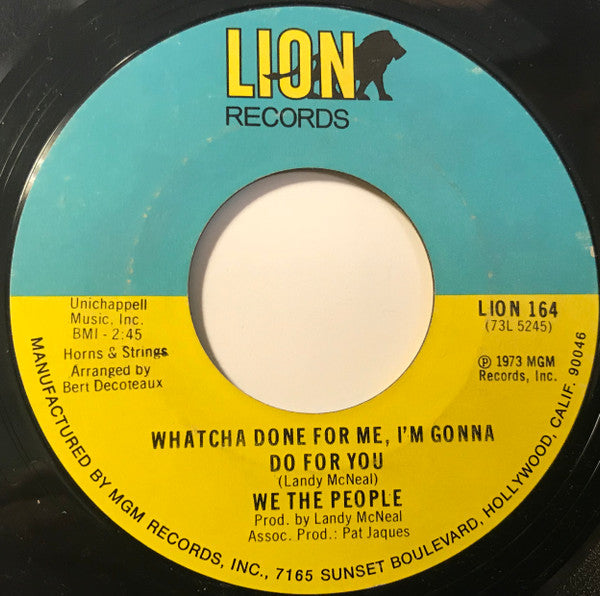 LION
RECORDS
Unichappell
Music, Inc.
BMI - 2:45
Horns & Strings
Arranged by
Bert Decoteaux
LION 164
(73L 5245)
Ⓟ 1973 MGM
Records, Inc.
WHATCHA DONE FOR ME, I'M GONNA
DO FOR YOU
(Landy McNeal)
WE THE PEOPLE
Prod. by Landy McNeal
Assoc. Prod.: Pat Jaques
MANUFACTURED BY MGM RECORDS, INC., 7165 SUNSET BOULEVARD, HOLLYWOOD, CALIF. 90046